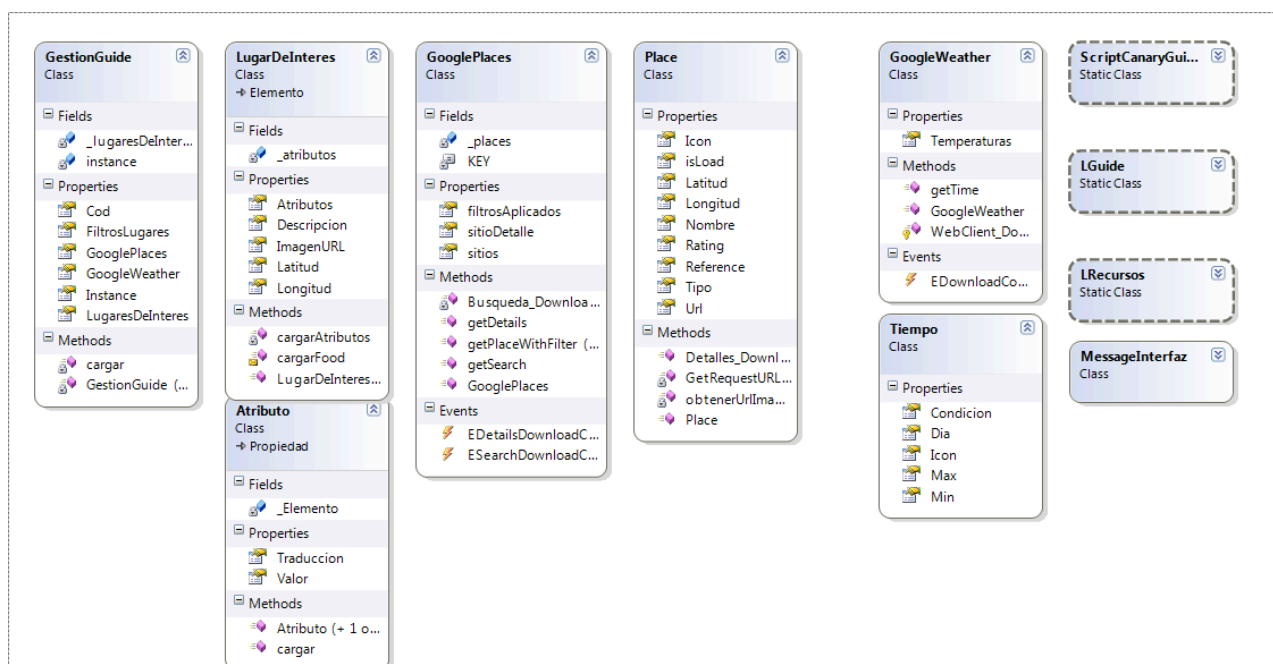 GestionGuide
Class
Fields
_lugaresDeInter...
instance
Properties
Cod
FiltrosLugares
GooglePlaces
GoogleWeather
Instance
LugaresDeInteres
Methods
cargar
GestionGuide (...
LugarDeInteres
Class
Elemento
Fields
_atributos
Properties
Atributos
Descripcion
ImagenURL
Latitud
Longitud
Methods
cargarAtributos
cargarFood
LugarDeInteres...
Atributo
Class
Propiedad
Fields
_Elemento
Properties
Traduccion
Valor
Methods
Atributo (+ 1 o...
cargar
GooglePlaces
Class
Fields
_places
KEY
Properties
filtrosAplicados
sitioDetalle
sitios
Methods
Busqueda_Downloa...
getDetails
getPlaceWithFilter (...
getSearch
GooglePlaces
Events
EDetailsDownloadC...
ESearchDownloadC...
Place
Class
Properties
Icon
isLoad
Latitud
Longitud
Nombre
Rating
Reference
Tipo
Url
Methods
Detalles_Downl...
GetRequestURL...
obtenerUrlIma...
Place
GoogleWeather
Class
Properties
Temperaturas
Methods
getTime
GoogleWeather
WebClient_Do...
Events
EDownloadCo...
Tiempo
Class
Properties
Condicion
Dia
Icon
Max
Min
ScriptCanaryGui...
Static Class
LGuide
Static Class
LRecursos
Static Class
MessageInterfaz
Class